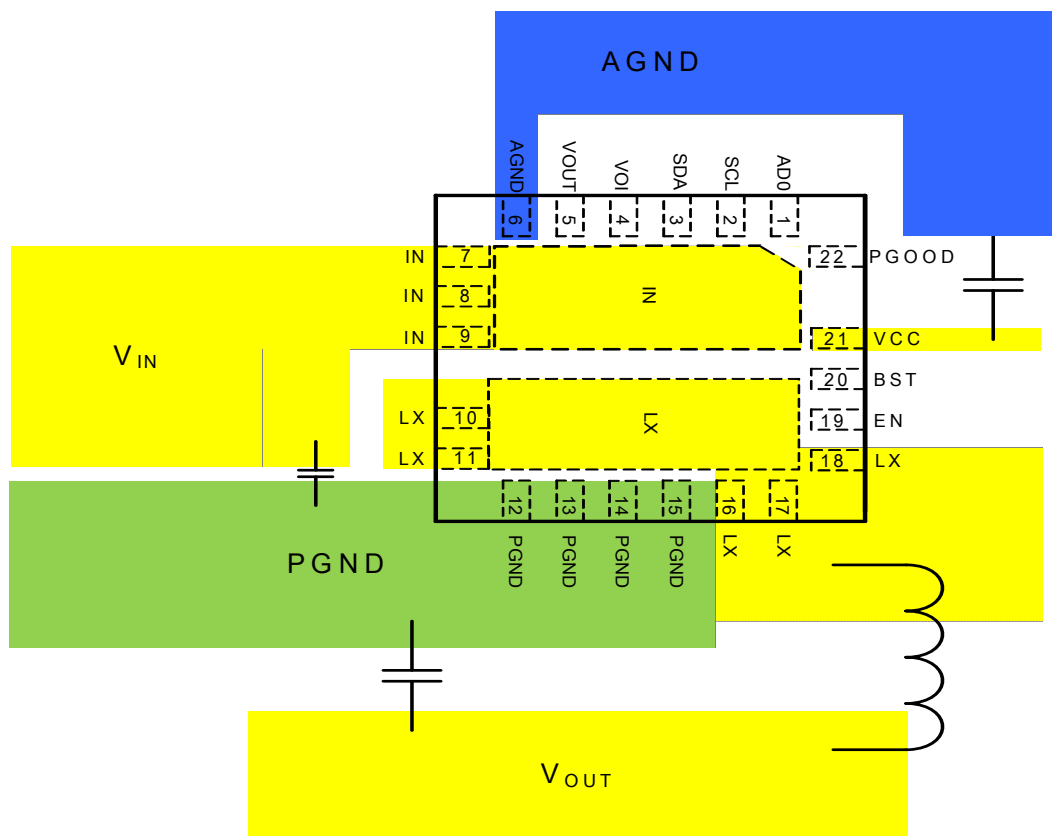 AGND
AGND VOUT VOI SDA SCL AD0
6 5 4 3 2 1
IN 7
22 PGOOD
IN 8
IN
IN 9
21 VCC
VIN
20 BST
LX 10
LX
19 EN
LX 11
18 LX
12 13 14 15 16 17
PGND PGND PGND PGND LX LX
PGND
VOUT